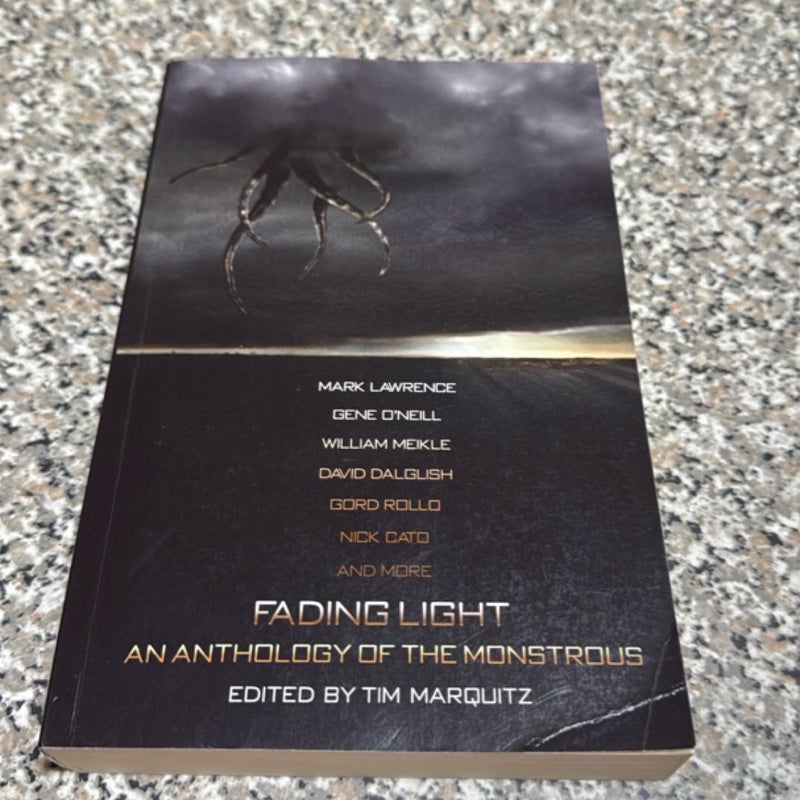 MARK LAWRENCE
GENE O'NEILL
WILLIAM MEIKLE
DAVID DALGLISH
GORD ROLLO
NICK CATO
AND MORE
FADING LIGHT
AN ANTHOLOGY OF THE MONSTROUS
EDITED BY TIM MARQUITZ